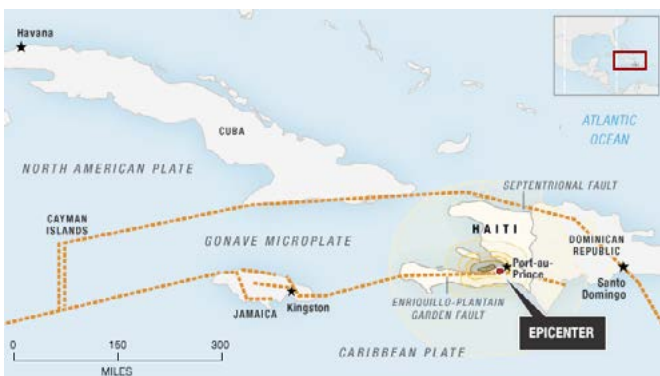 Havana
CUBA
ATLANTIC
OCEAN
NORTH AMERICAN PLATE
SEPTENTRIONAL FAULT
CAYMAN
ISLANDS
GONAVE MICROPLATE
HAITI
DOMINICAN
REPUBLIC
Port-au-
Prince
Santo
Domingo
JAMAICA
Kingston
ENRIQUILLO-PLANTAIN
GARDEN FAULT
EPICENTER
CARIBBEAN PLATE
0 150 300
MILES